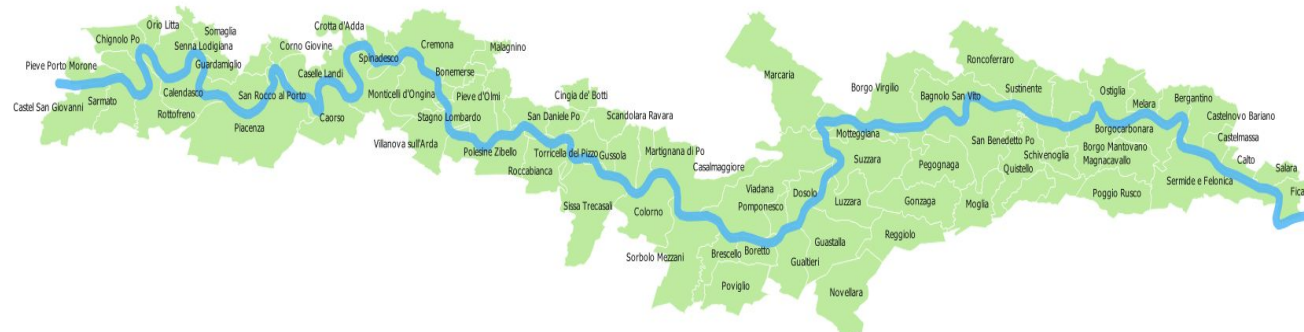 Orio Litta
Crotta d'Adda
Chignolo Po
Somaglia
Senna Lodigiana
Corno Giovine
Cremona
Malagnino
Spinadesco
Pieve Porto Morone
Guardamiglio
Caselle Landi
Bonemerse
Castel San Giovanni
Sarmato
Calendasco
San Rocco al Porto
Monticelli d'Ongina
Pieve d'Olmi
Cingia de' Botti
Rottofreno
Caorso
Stagno Lombardo
San Daniele Po
Scandolara Ravara
Piacenza
Villanova sull'Arda
Polesine Zibello
Torricella del Pizzo
Gussola
Martignana di Po
Roccabianca
Casalmaggiore
Sissa Trecasali
Colorno
Sorbolo Mezzani
Marcaria
Borgo Virgilio
Roncoferraro
Bagnolo San Vito
Sustinente
Ostiglia
Melara
Bergantino
Castelnovo Bariano
Motteggiana
Borgocarbonara
Castelmassa
San Benedetto Po
Borgo Mantovano
Suzzara
Pegognaga
Schivenoglia
Magnacavallo
Calto
Quistello
Salara
Viadana
Dosolo
Sermide e Felonica
Fica
Pomponesco
Luzzara
Gonzaga
Moglia
Poggio Rusco
Reggiolo
Guastalla
Brescello
Boretto
Gualtieri
Poviglio
Novellara